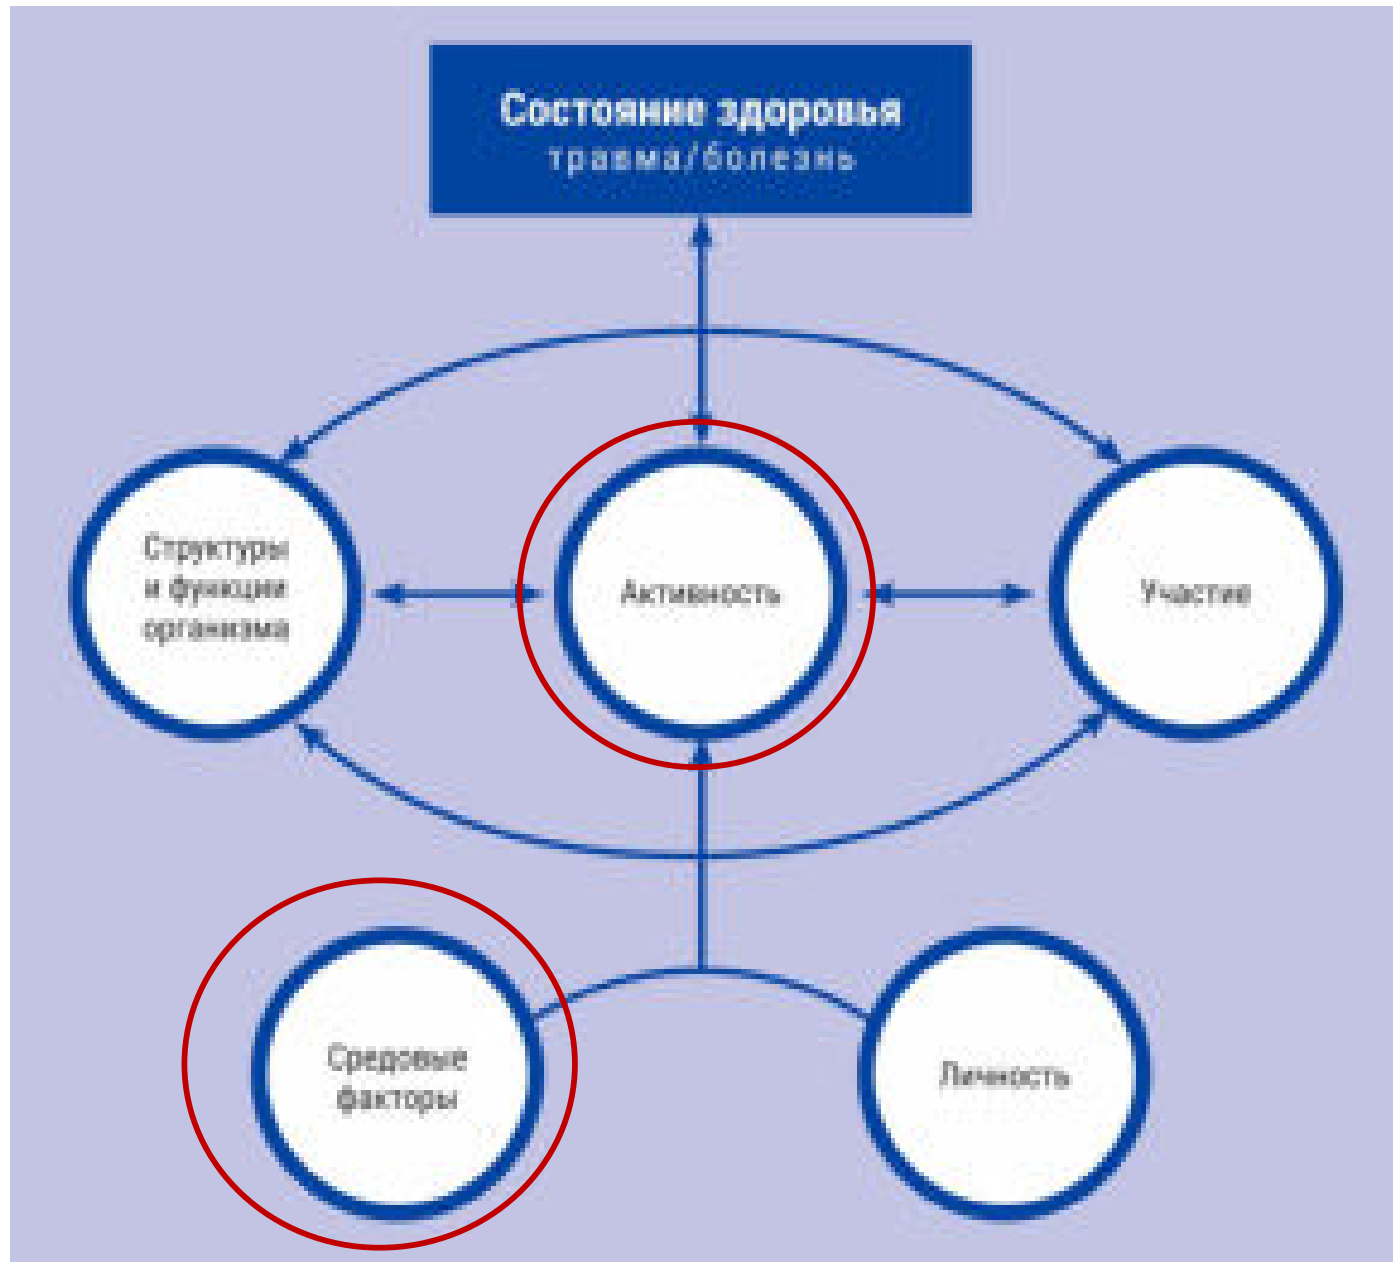 Состояние здоровья
травма/болезнь
Структуры
и функции
организма
Активность
Участие
Средовые
факторы
Личность